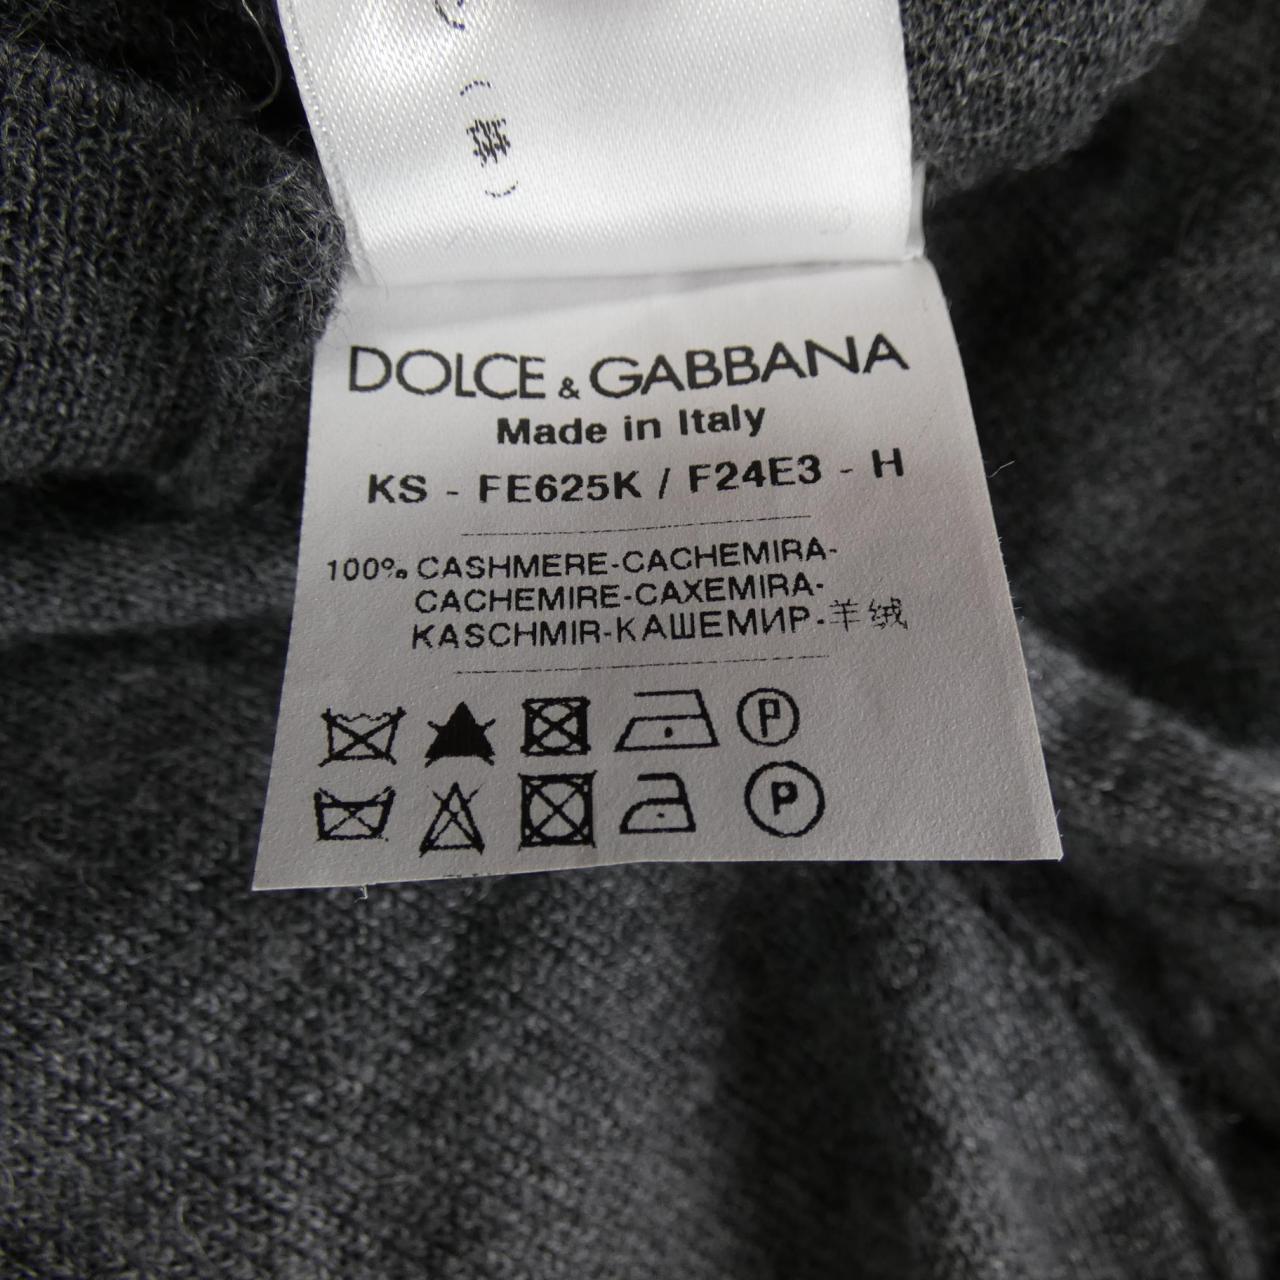 DOLCE & GABBANA
Made in Italy
KS - FE625K / F24E3 - H
100% CASHMERE-CACHEMIRA-
CACHEMIRE-CAXEMIRA-
KASCHMIR-КАШЕМИР-羊绒
P
P